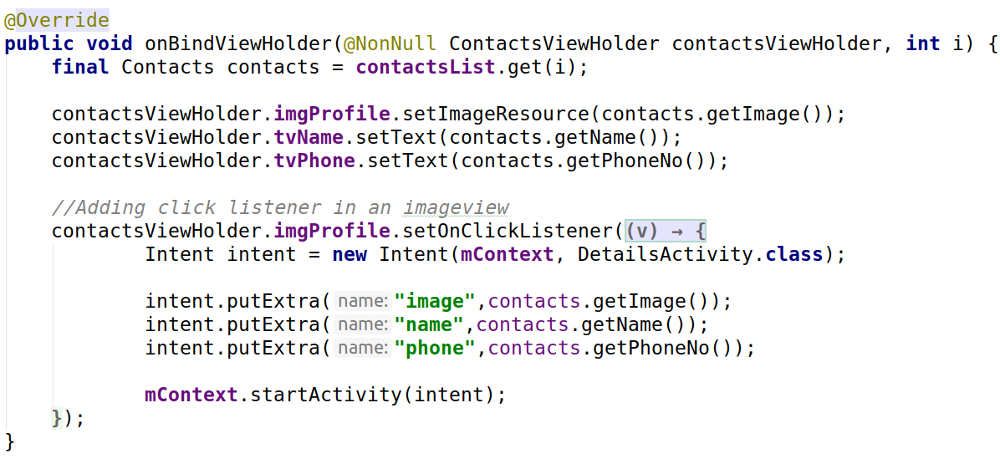 @Override
public void onBindViewHolder(@NonNull ContactsViewHolder contactsViewHolder, int i) {
    final Contacts contacts = contactsList.get(i);

    contactsViewHolder.imgProfile.setImageResource(contacts.getImage());
    contactsViewHolder.tvName.setText(contacts.getName());
    contactsViewHolder.tvPhone.setText(contacts.getPhoneNo());

    //Adding click listener in an imageview
    contactsViewHolder.imgProfile.setOnClickListener((v) → {
            Intent intent = new Intent(mContext, DetailsActivity.class);

            intent.putExtra( name: "image",contacts.getImage());
            intent.putExtra( name: "name",contacts.getName());
            intent.putExtra( name: "phone",contacts.getPhoneNo());

            mContext.startActivity(intent);
    });
}